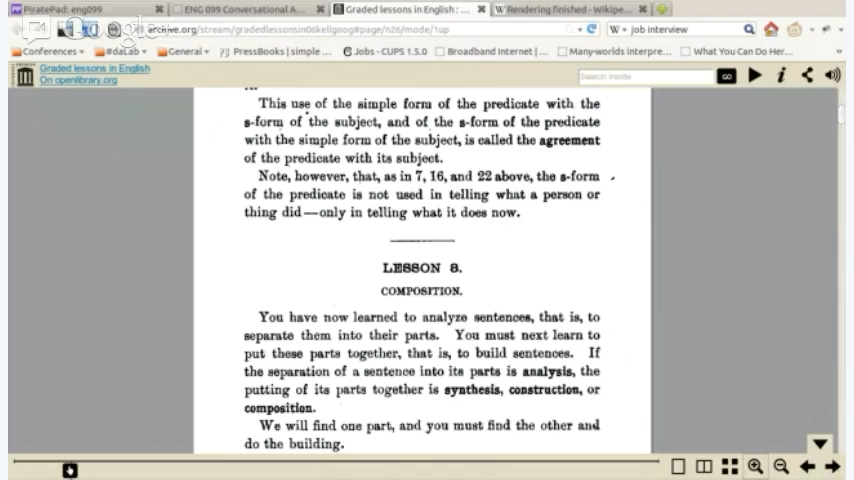 PiratePad: eng099
ENG 099 Conversational A...
Graded lessons in English : ...
Rendering finished - Wikipe...
archive.org/stream/gradedlessonsin06kellgoog#page/n26/mode/1up
job interview
Conferences
#daLab
General
PressBooks | simple ...
Jobs - CUPS 1.5.0
Broadband Internet | ...
Many-worlds interpre...
What You Can Do Her...
Graded lessons in English
On openlibrary.org
Search inside
GO
This use of the simple form of the predicate with the
s-form of the subject, and of the s-form of the predicate
with the simple form of the subject, is called the agreement
of the predicate with its subject.
Note, however, that, as in 7, 16, and 22 above, the s-form
of the predicate is not used in telling what a person or
thing did—only in telling what it does now.
LESSON 8.
COMPOSITION.
You have now learned to analyze sentences, that is, to
separate them into their parts. You must next learn to
put these parts together, that is, to build sentences. If
the separation of a sentence into its parts is analysis, the
putting of its parts together is synthesis, construction, or
composition.
We will find one part, and you must find the other and
do the building.